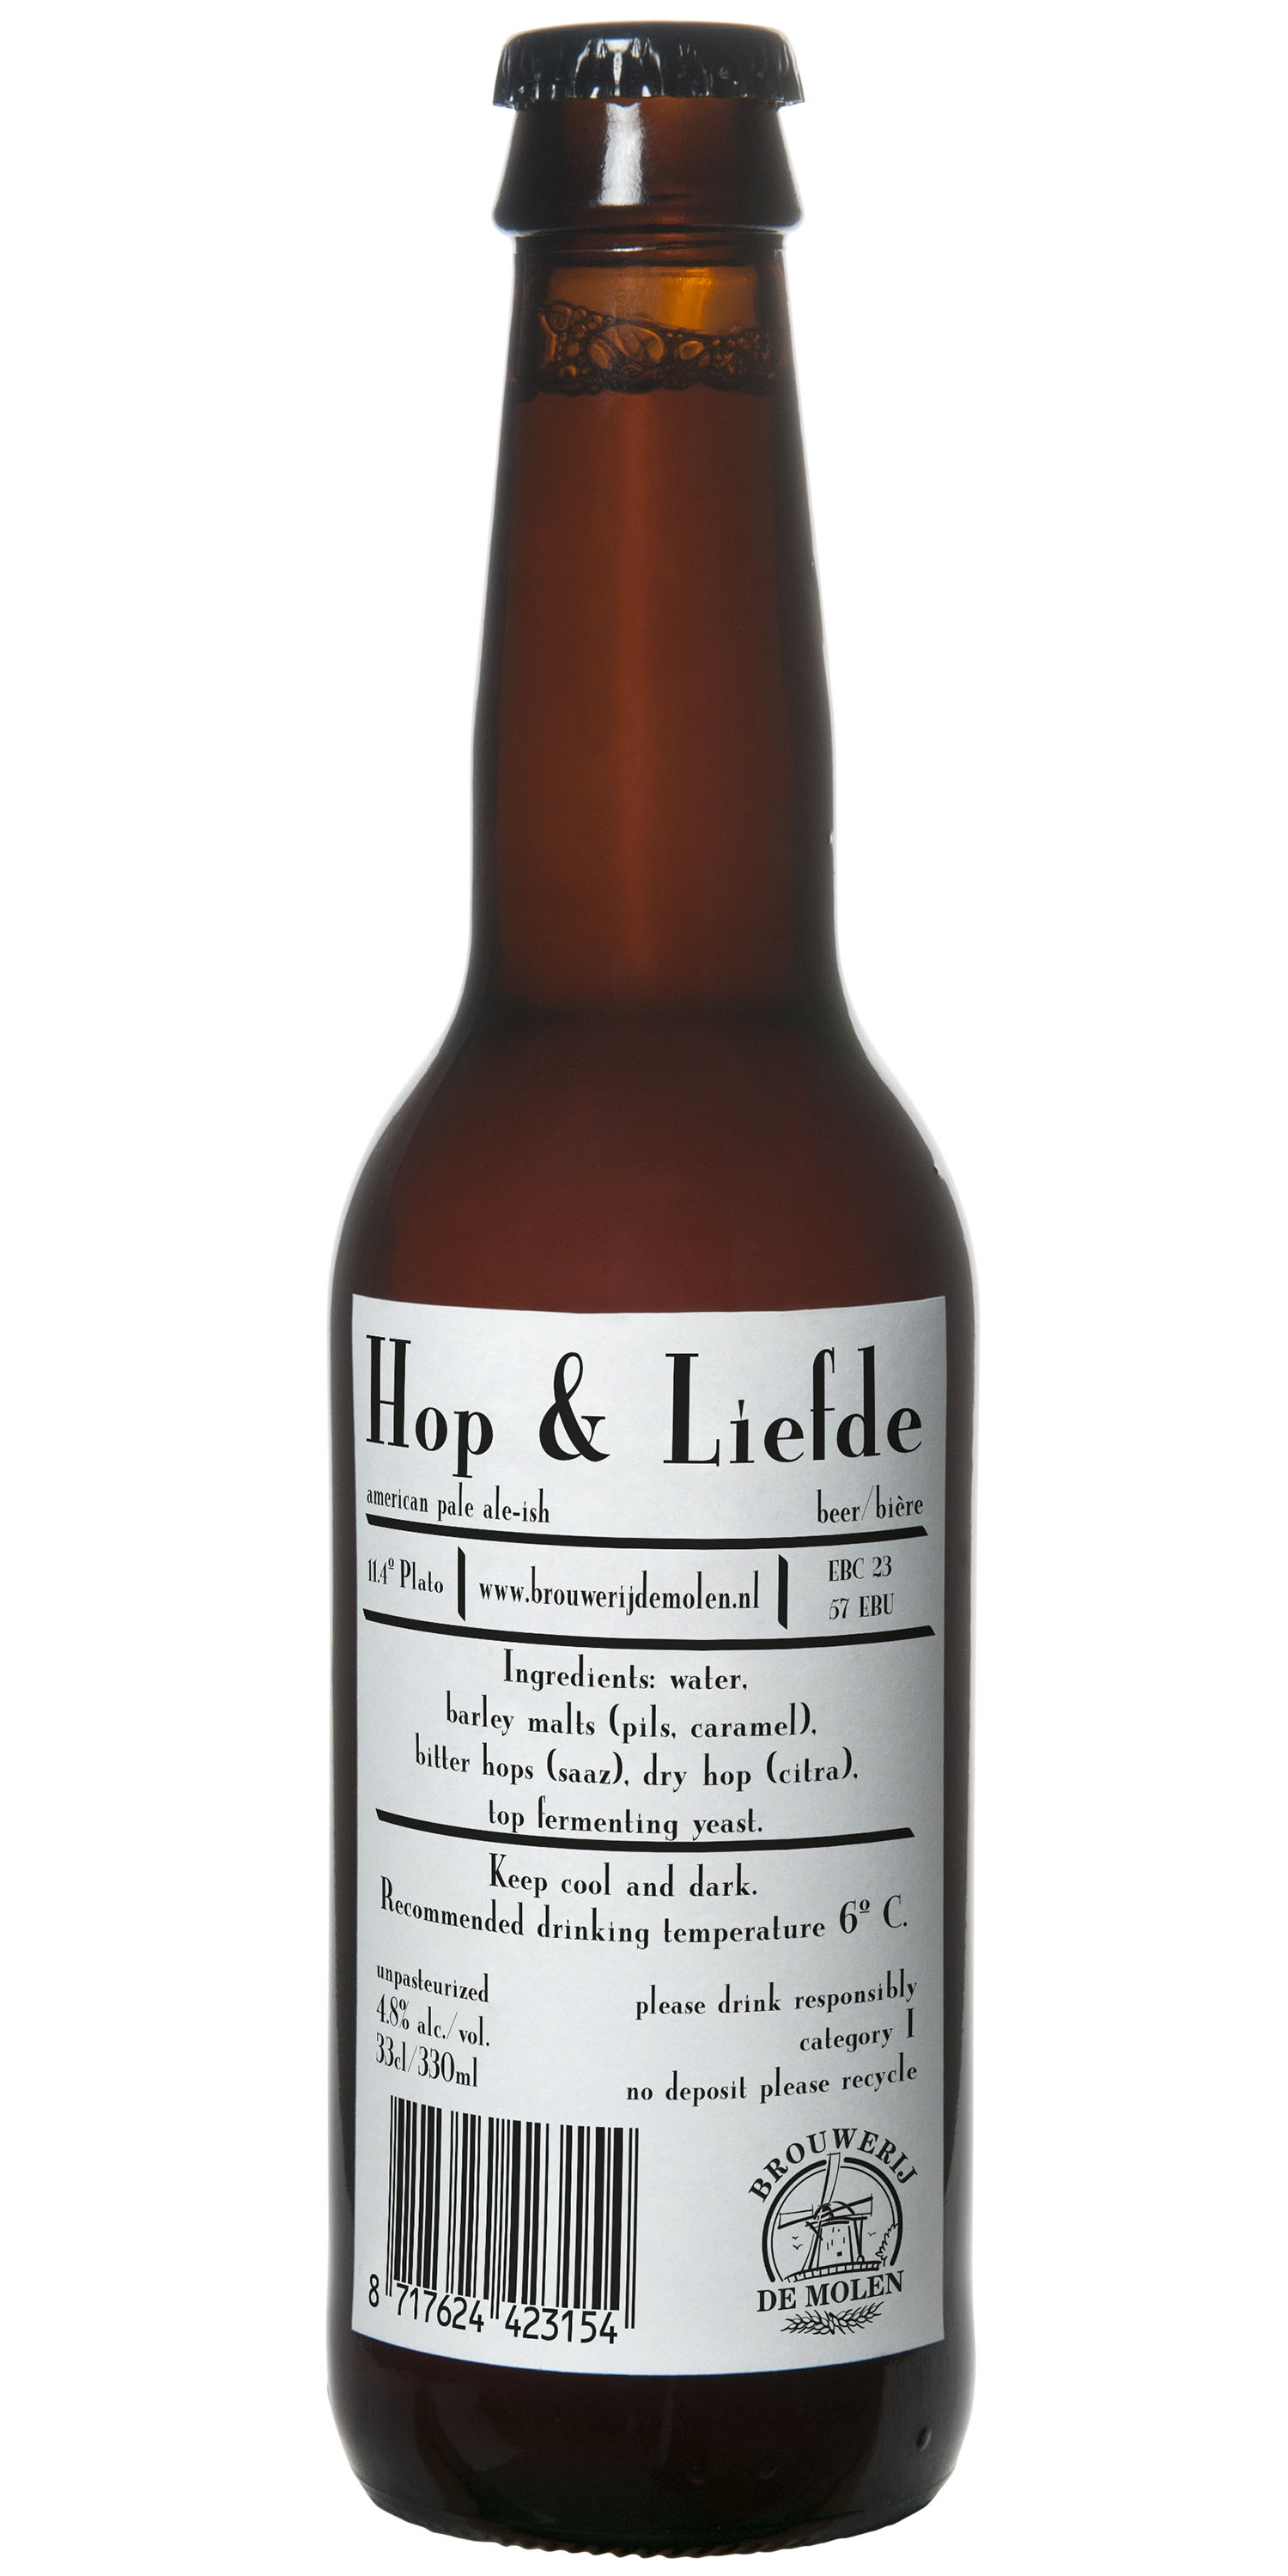 Hop & Liefde
american pale ale-ish beer/bière
11.4º Plato | www.brouwerijdemolen.nl | EBC 23
57 EBU
Ingredients: water,
barley malts (pils, caramel),
bitter hops (saaz), dry hop (citra),
top fermenting yeast.
Keep cool and dark.
Recommended drinking temperature 6º C.
unpasteurized
4.8% alc./vol.
33cl/330ml
please drink responsibly
category I
no deposit please recycle
8 717624 423154
BROUWERIJ
DE MOLEN